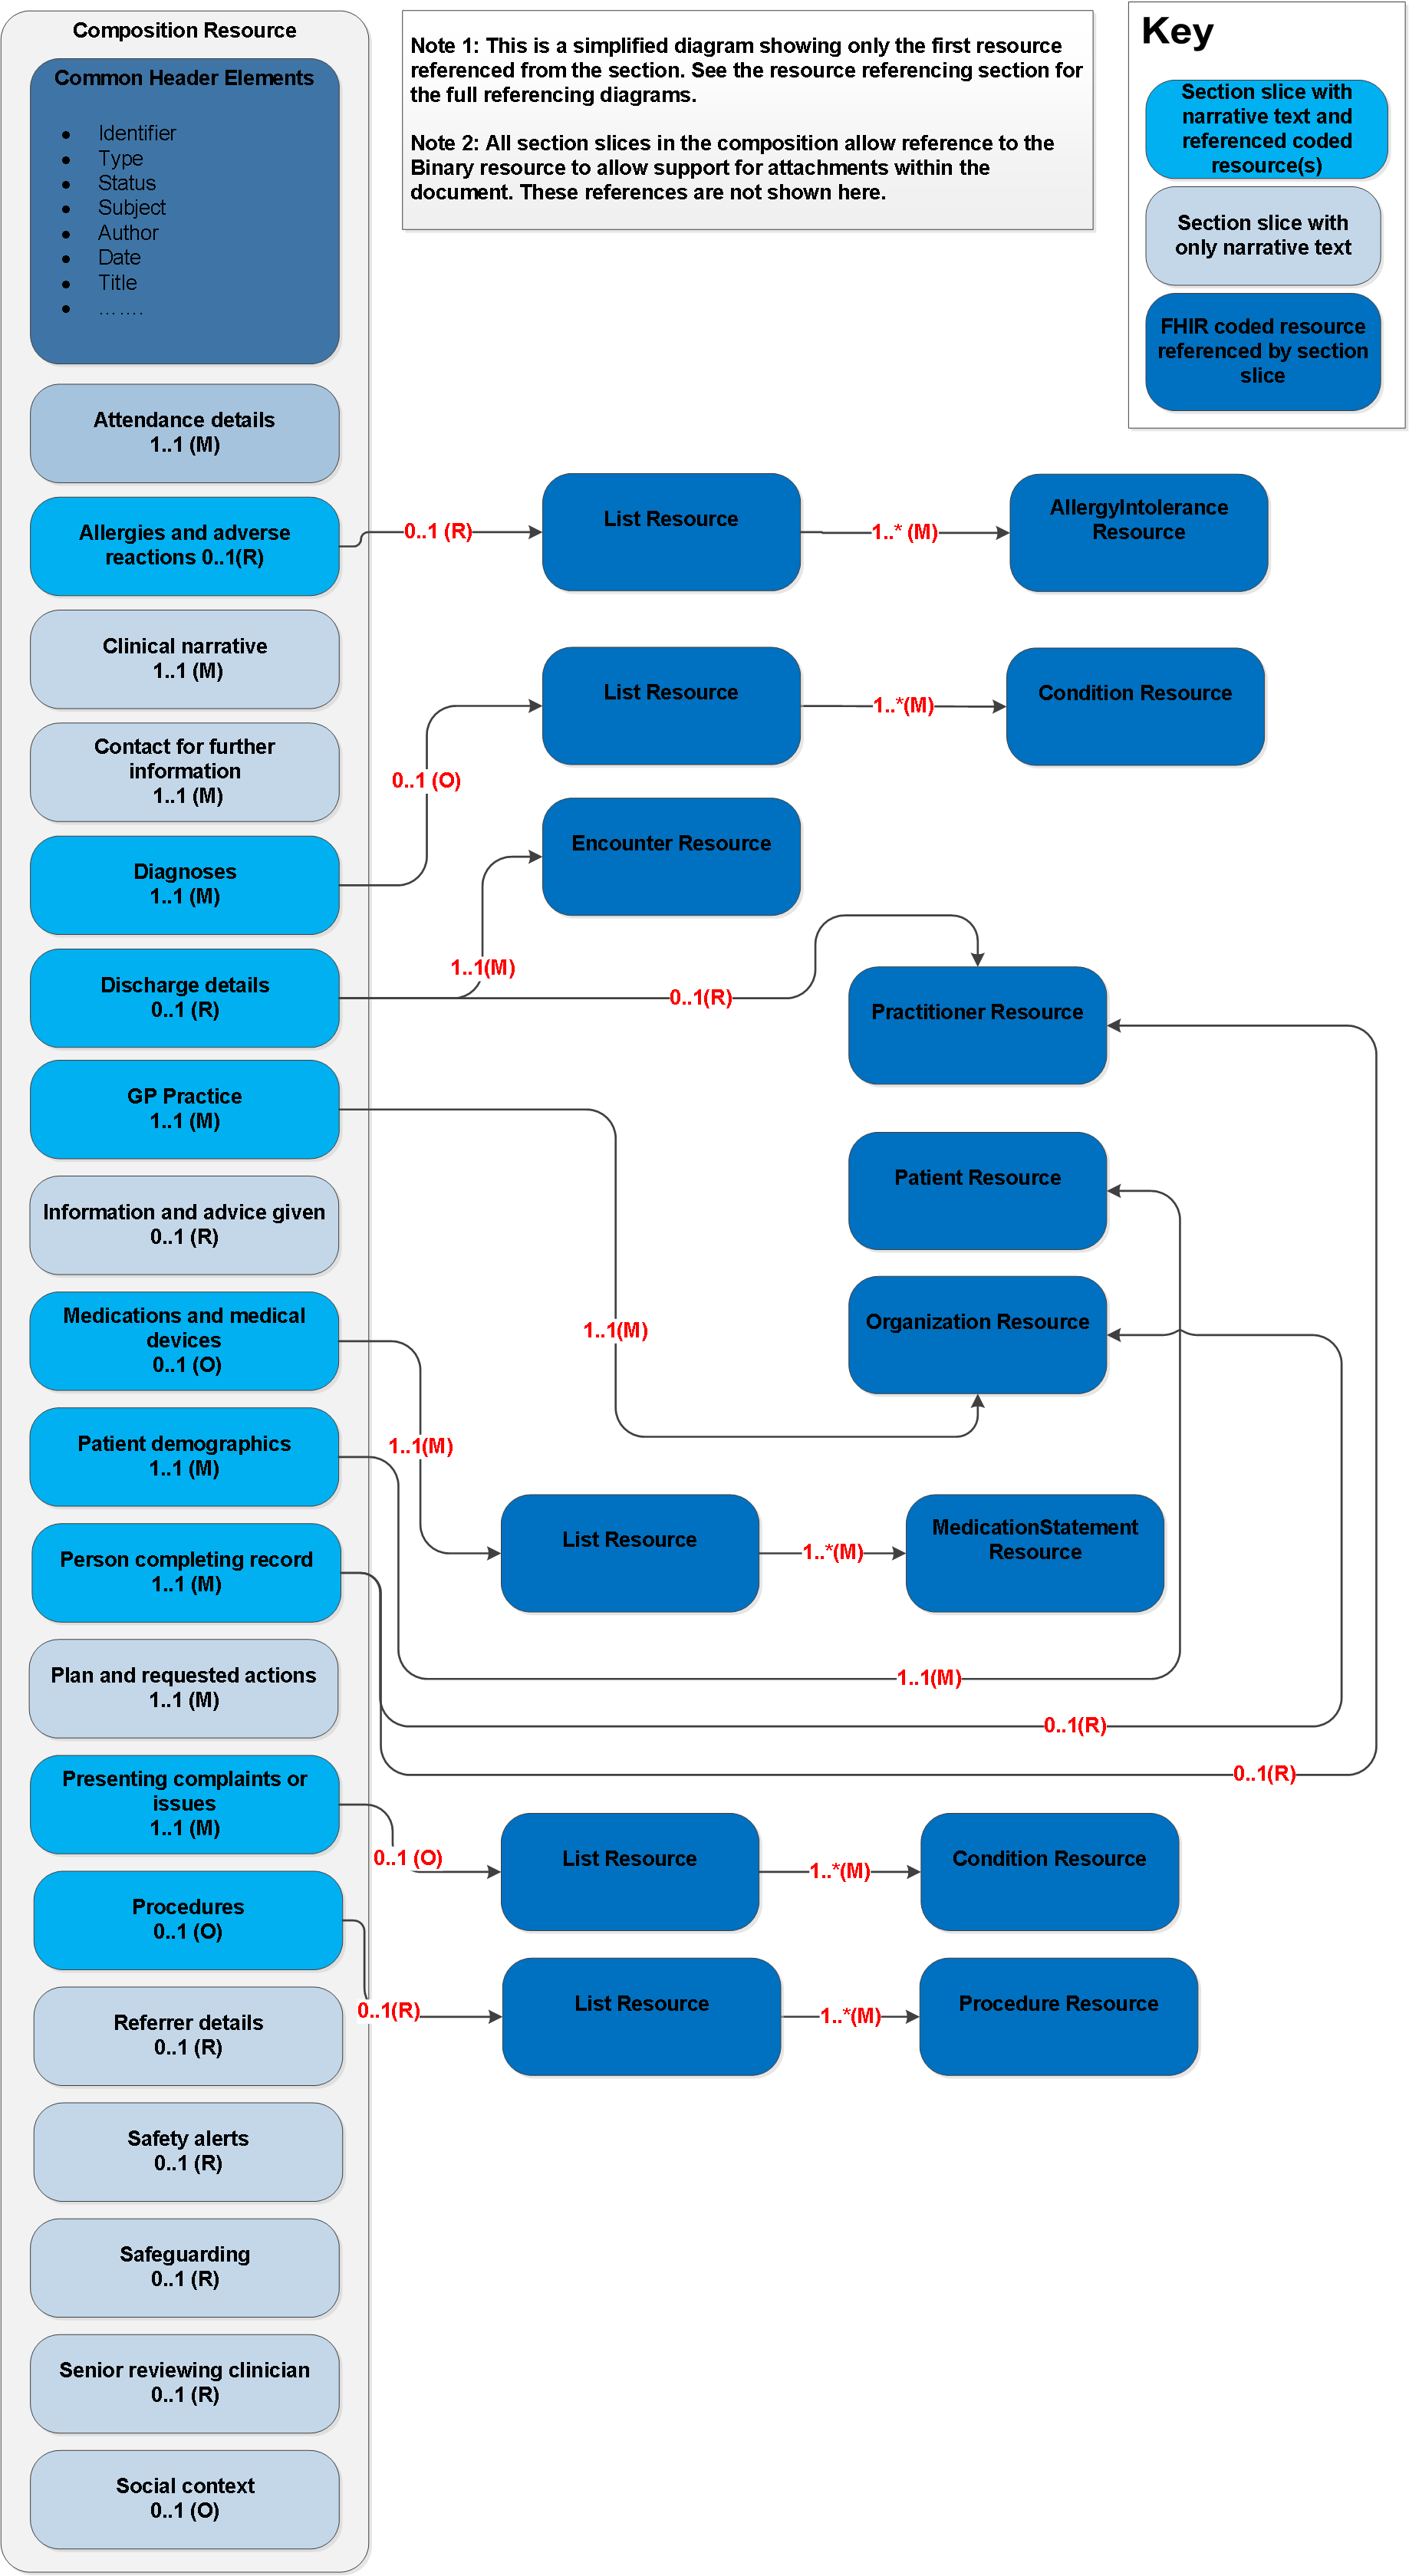 Composition Resource
Common Header Elements
● Identifier
● Type
● Status
● Subject
● Author
● Date
● Title
● …….
Note 1: This is a simplified diagram showing only the first resource
referenced from the section. See the resource referencing section for
the full referencing diagrams.
Note 2: All section slices in the composition allow reference to the
Binary resource to allow support for attachments within the
document. These references are not shown here.
Key
Section slice with
narrative text and
referenced coded
resource(s)
Section slice with
only narrative text
FHIR coded resource
referenced by section
slice
Attendance details
1..1 (M)
Allergies and adverse
reactions 0..1(R)
0..1 (R)
List Resource
1..* (M)
AllergyIntolerance
Resource
Clinical narrative
1..1 (M)
List Resource
1..*(M)
Condition Resource
Contact for further
information
1..1 (M)
0..1 (O)
Diagnoses
1..1 (M)
Encounter Resource
Discharge details
0..1 (R)
1..1(M)
0..1(R)
Practitioner Resource
GP Practice
1..1 (M)
Patient Resource
Information and advice given
0..1 (R)
Organization Resource
Medications and medical
devices
0..1 (O)
1..1(M)
1..1(M)
Patient demographics
1..1 (M)
List Resource
1..*(M)
MedicationStatement
Resource
Person completing record
1..1 (M)
Plan and requested actions
1..1 (M)
1..1(M)
0..1(R)
0..1(R)
Presenting complaints or
issues
1..1 (M)
0..1 (O)
List Resource
1..*(M)
Condition Resource
Procedures
0..1 (O)
0..1(R)
List Resource
1..*(M)
Procedure Resource
Referrer details
0..1 (R)
Safety alerts
0..1 (R)
Safeguarding
0..1 (R)
Senior reviewing clinician
0..1 (R)
Social context
0..1 (O)